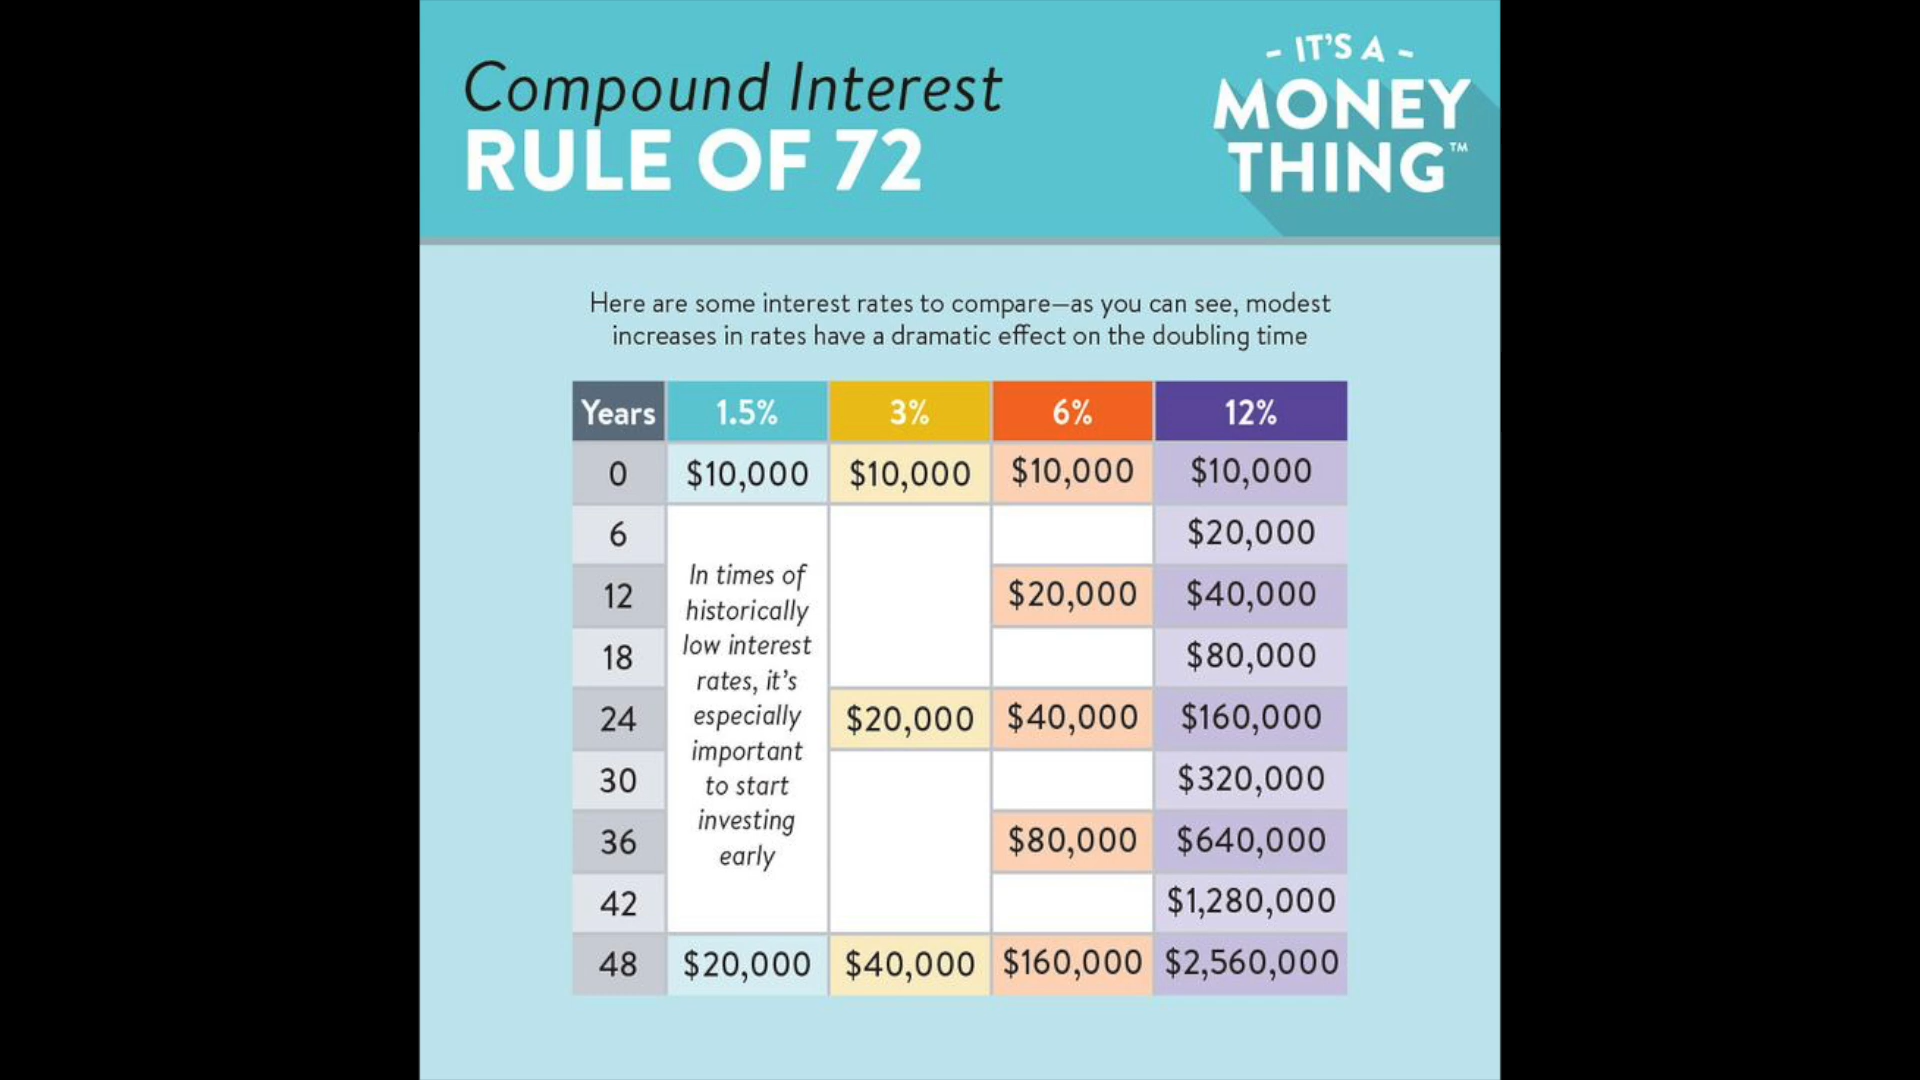 Compound Interest
RULE OF 72
- IT'S A -
MONEY
THING™
Here are some interest rates to compare—as you can see, modest
increases in rates have a dramatic effect on the doubling time
Years 1.5% 3% 6% 12%
0 $10,000 $10,000 $10,000 $10,000
6 $20,000
12 $20,000 $40,000
18 $80,000
24 $20,000 $40,000 $160,000
30 $320,000
36 $80,000 $640,000
42 $1,280,000
In times of
historically
low interest
rates, it's
especially
important
to start
investing
early
48 $20,000 $40,000 $160,000 $2,560,000